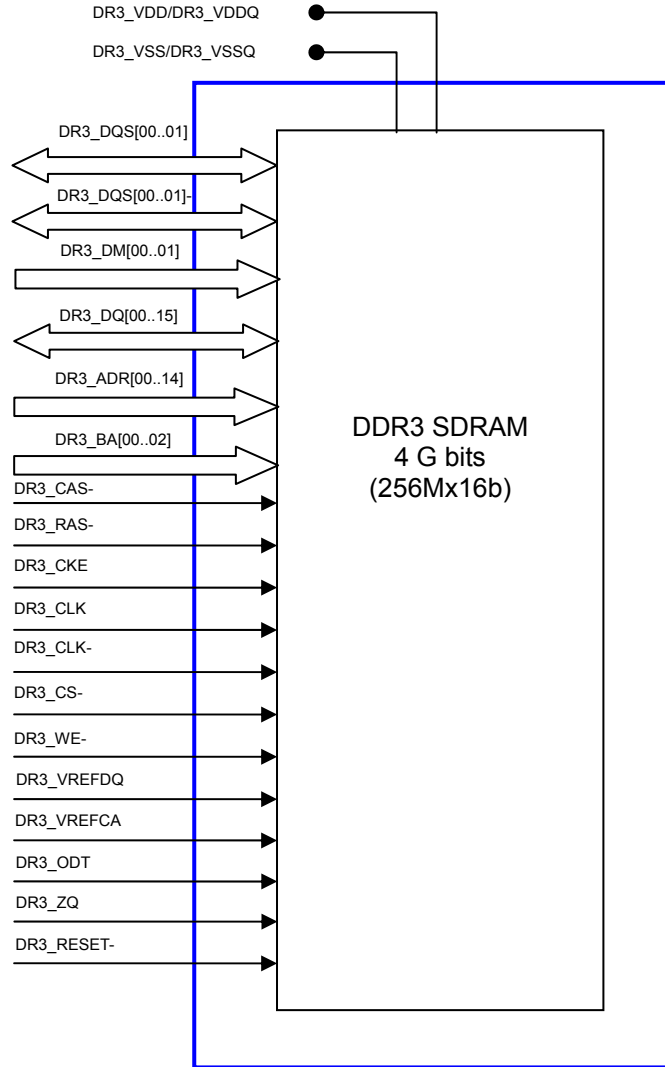 DR3_VDD/DR3_VDDQ
DR3_VSS/DR3_VSSQ
DR3_DQS[00..01]
DR3_DQS[00..01]-
DR3_DM[00..01]
DR3_DQ[00..15]
DR3_ADR[00..14]
DR3_BA[00..02]
DR3_CAS-
DR3_RAS-
DR3_CKE
DR3_CLK
DR3_CLK-
DR3_CS-
DR3_WE-
DR3_VREFDQ
DR3_VREFCA
DR3_ODT
DR3_ZQ
DR3_RESET-
DDR3 SDRAM
4 G bits
(256Mx16b)